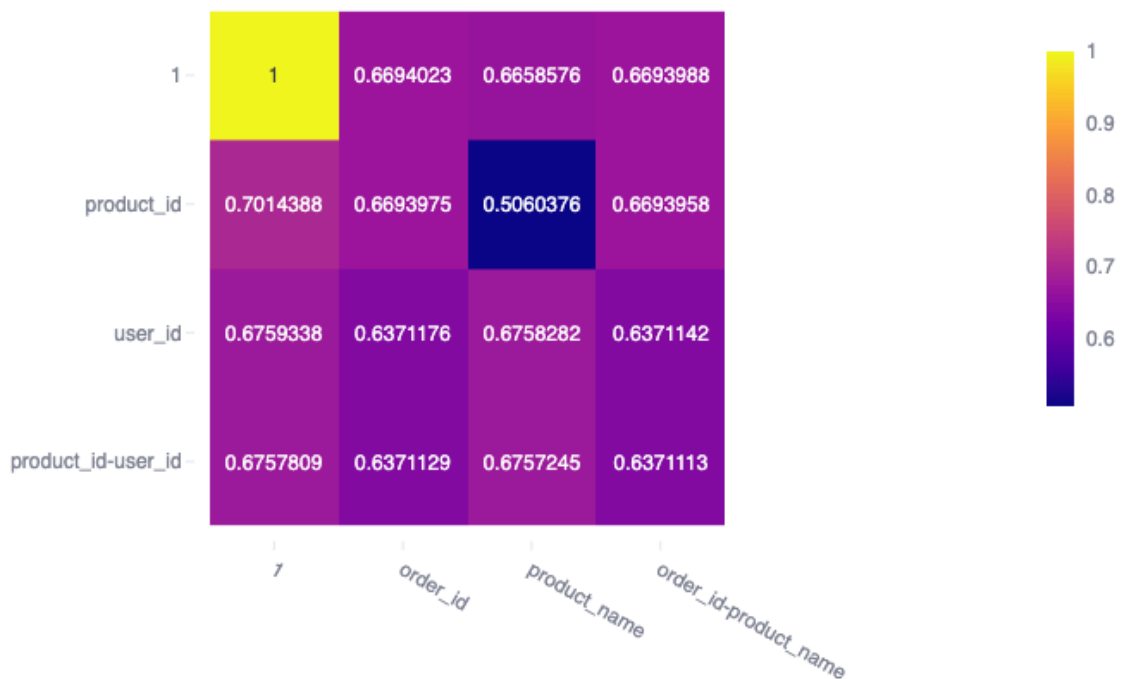 1 1 0.6694023 0.6658576 0.6693988
product_id 0.7014388 0.6693975 0.5060376 0.6693958
user_id 0.6759338 0.6371176 0.6758282 0.6371142
product_id-user_id 0.6757809 0.6371129 0.6757245 0.6371113
1 order_id product_name order_id-product_name
1
0.9
0.8
0.7
0.6